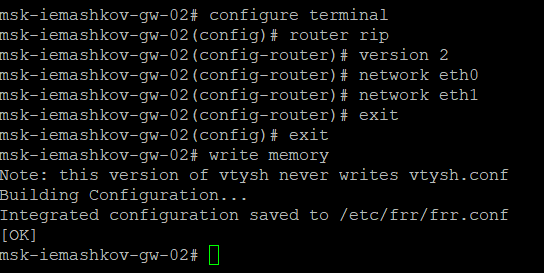 msk-iemashkov-gw-02# configure terminal
msk-iemashkov-gw-02(config)# router rip
msk-iemashkov-gw-02(config-router)# version 2
msk-iemashkov-gw-02(config-router)# network eth0
msk-iemashkov-gw-02(config-router)# network eth1
msk-iemashkov-gw-02(config-router)# exit
msk-iemashkov-gw-02(config)# exit
msk-iemashkov-gw-02# write memory
Note: this version of vtysh never writes vtysh.conf
Building Configuration...
Integrated configuration saved to /etc/frr/frr.conf
[OK]
msk-iemashkov-gw-02#